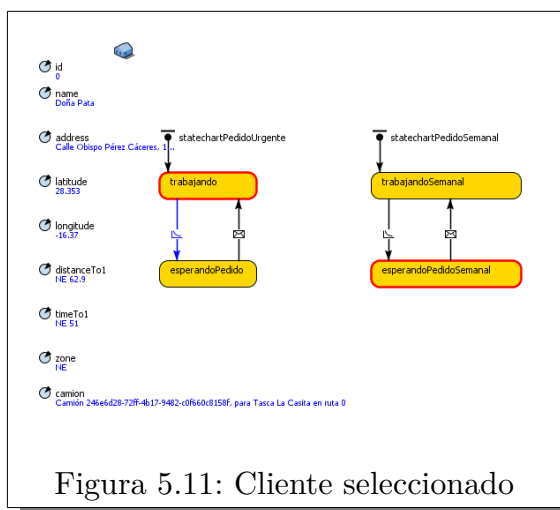 id
0
name
Doña Pata
address
Calle Obispo Pérez Cáceres, 1...
latitude
28.353
longitude
-16.37
distanceTo1
NE 62.9
timeTo1
NE 51
zone
NE
camion
Camión 246e6d28-72ff-4b17-9482-c0f660c8158f, para Tasca La Casita en ruta 0
statechartPedidoUrgente
trabajando
esperandoPedido
statechartPedidoSemanal
trabajandoSemanal
esperandoPedidoSemanal
Figura 5.11: Cliente seleccionado